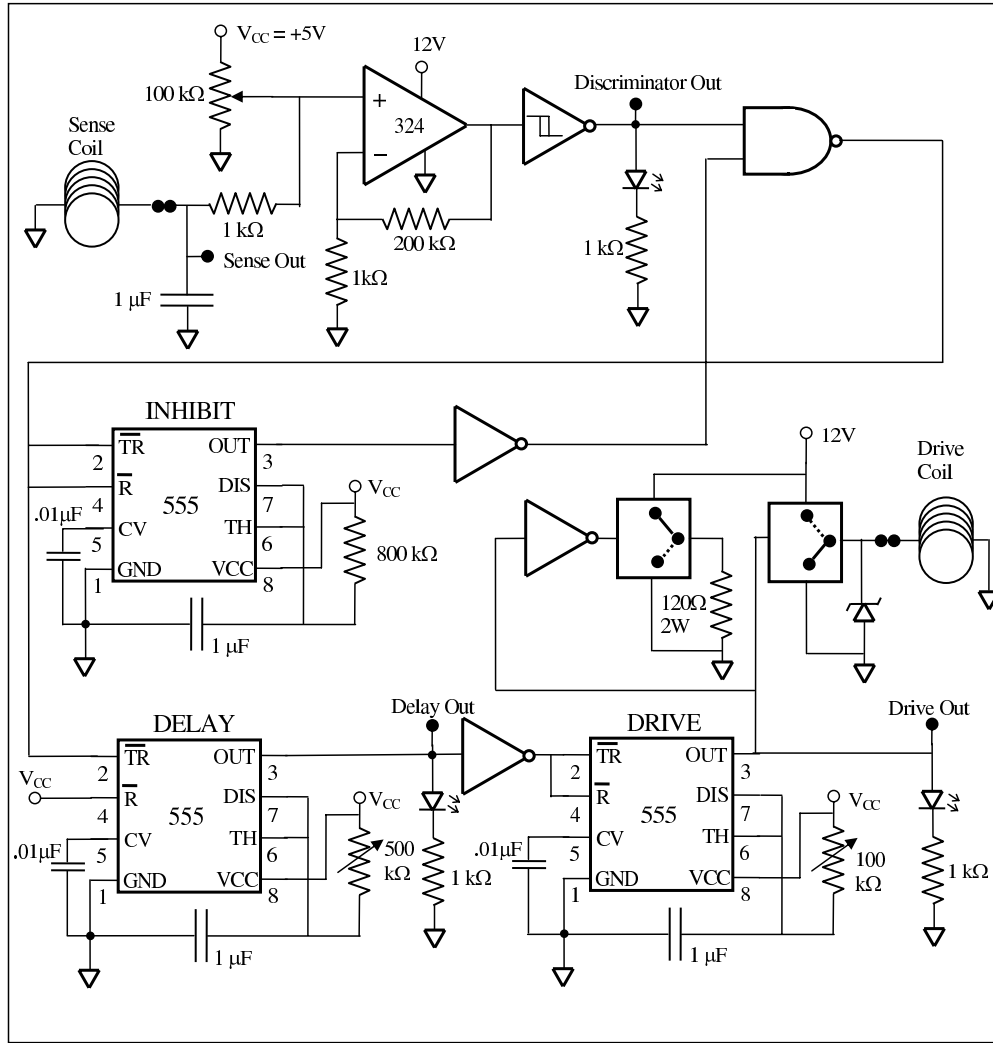 V_CC = +5V
12V
100 kΩ
Discriminator Out
+
324
−
Sense
Coil
1 kΩ
200 kΩ
Sense Out
1kΩ
1 kΩ
1 µF
INHIBIT
12V
Drive
Coil
TR OUT
2 3
R DIS
V_CC
4 555 7
.01µF
CV TH
5 6
800 kΩ
GND VCC
1 8
120Ω
2W
1 µF
Delay Out
Drive Out
DELAY
DRIVE
TR OUT
2 3
TR OUT
2 3
V_CC
R DIS
V_CC
R DIS
V_CC
4 555 7
4 555 7
.01µF
CV TH
5 6
500
kΩ
.01µF
CV TH
5 6
100
kΩ
1 kΩ
1 kΩ
GND VCC
1 8
GND VCC
1 8
1 µF
1 µF